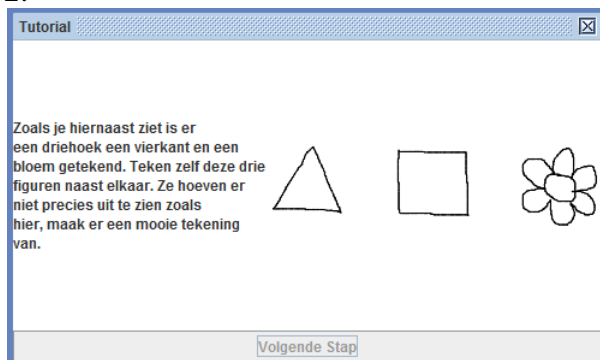 Tutorial
Zoals je hiernaast ziet is er
een driehoek een vierkant en een
bloem getekend. Teken zelf deze drie
figuren naast elkaar. Ze hoeven er
niet precies uit te zien zoals
hier, maak er een mooie tekening
van.
Volgende Stap